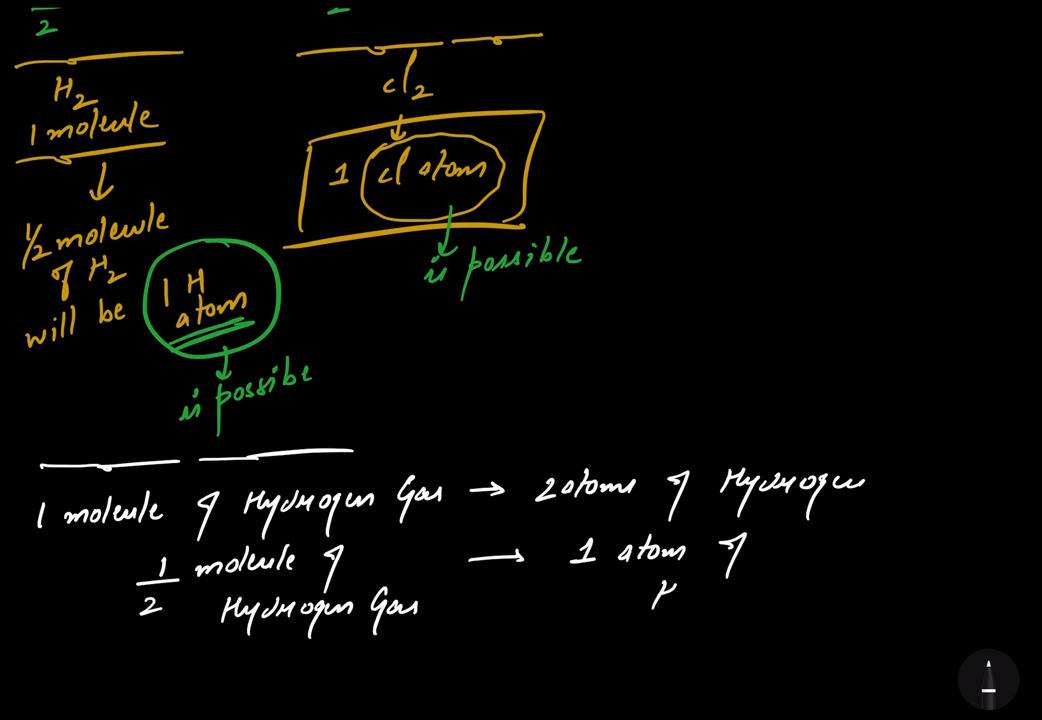 2
H2
1 molecule
1/2 molecule
of H2
will be
1 H
atom
is possible
Cl2
1 Cl atom
is possible
1 molecule of Hydrogen Gas → 2 atoms of Hydrogen
1/2 molecule of → 1 atom of
Hydrogen Gas